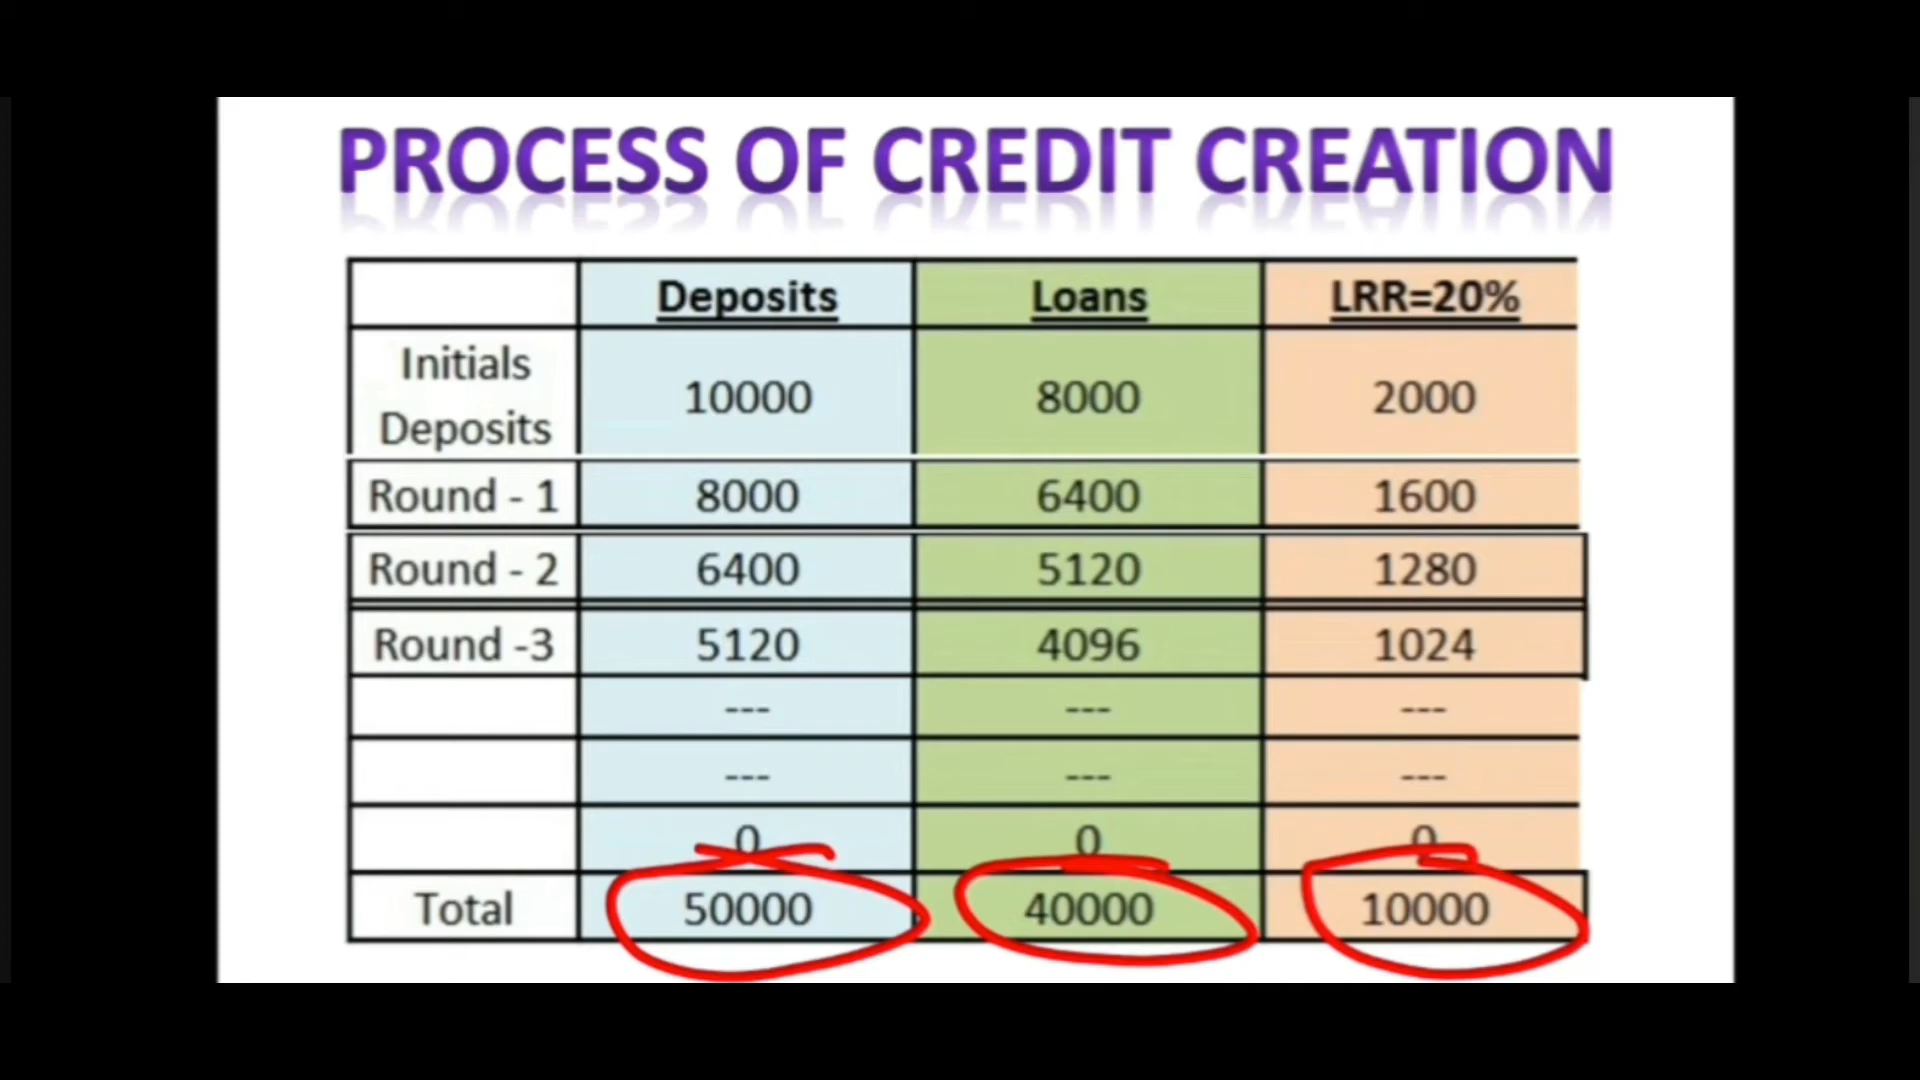 PROCESS OF CREDIT CREATION
Deposits Loans LRR=20%
Initials
Deposits 10000 8000 2000
Round - 1 8000 6400 1600
Round - 2 6400 5120 1280
Round -3 5120 4096 1024
--- --- ---
--- --- ---
0 0 0
Total 50000 40000 10000